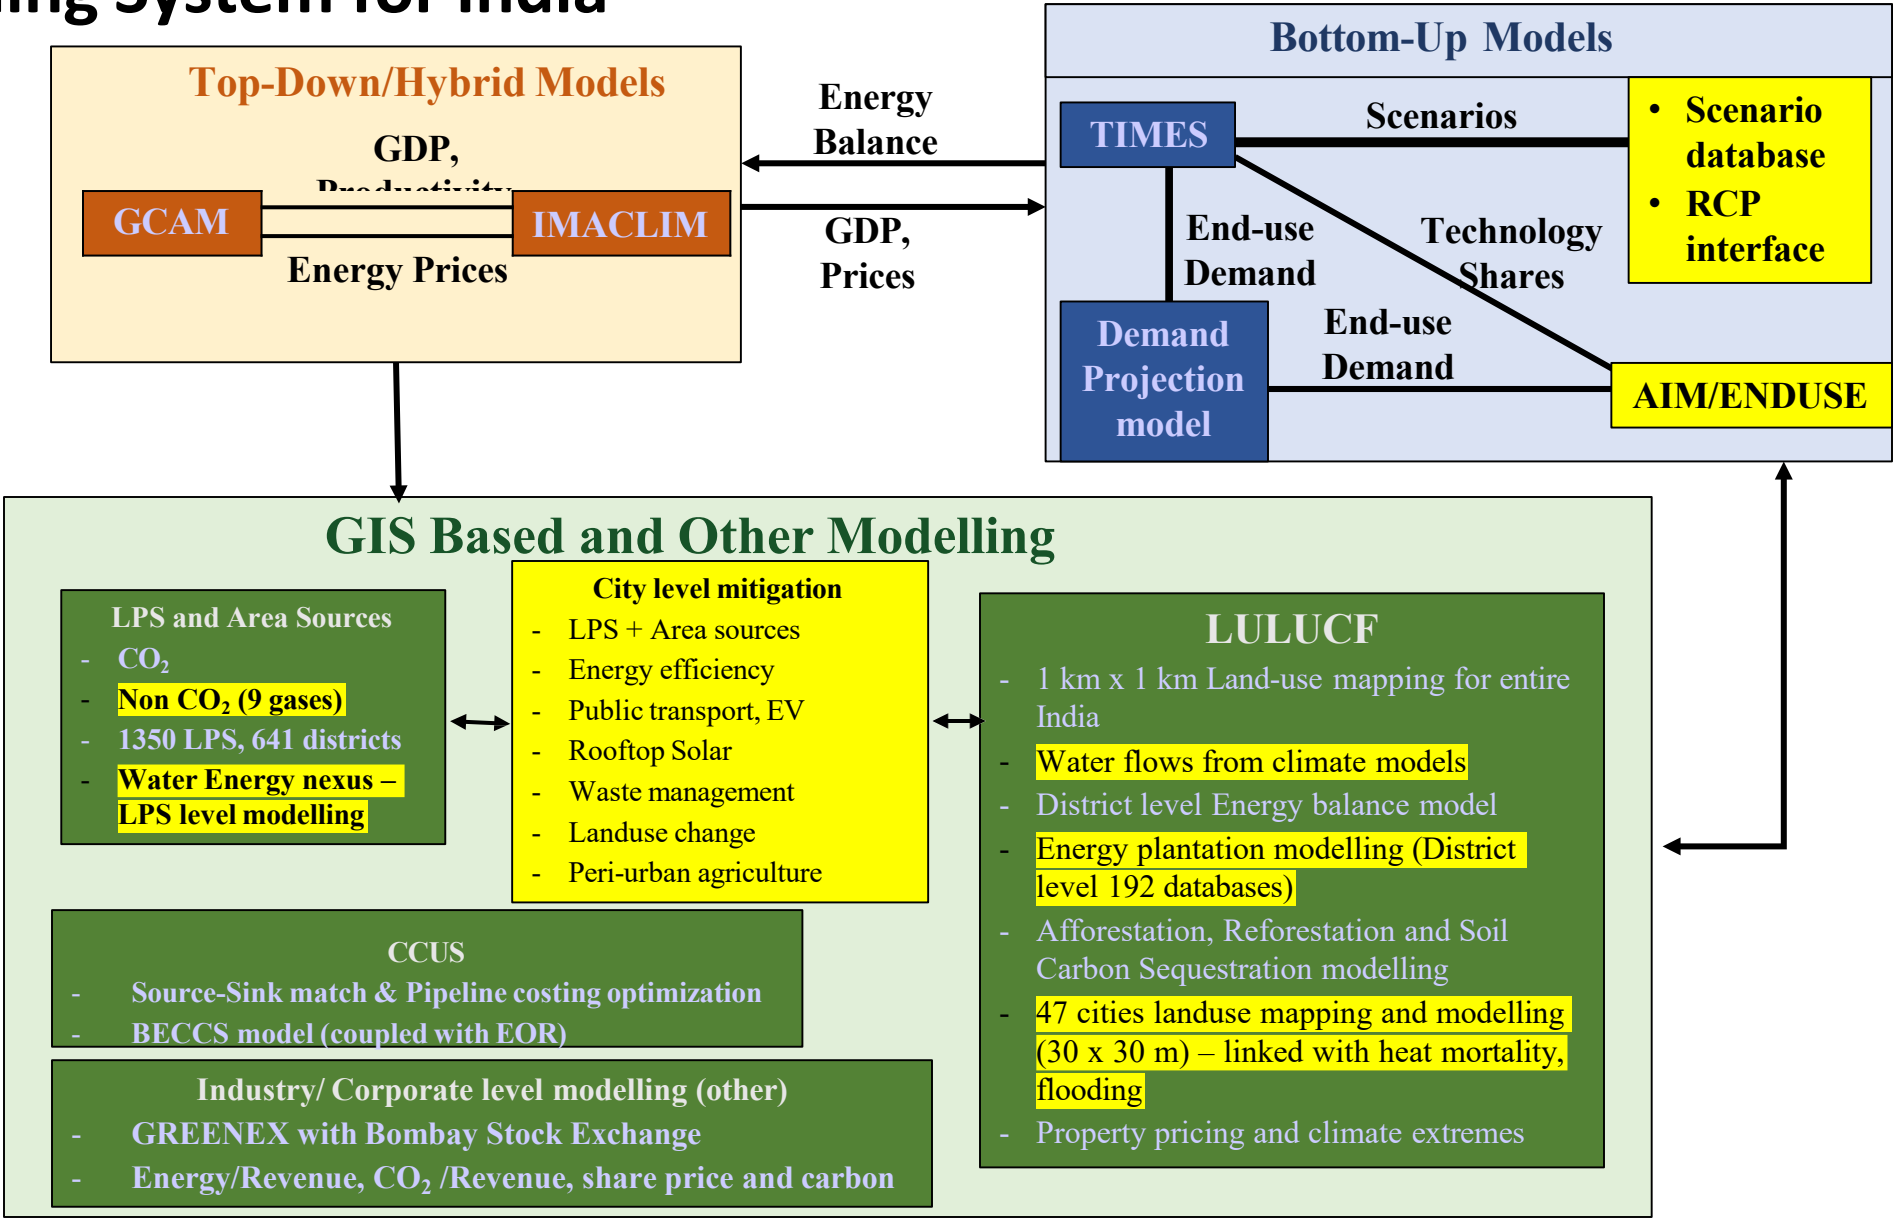 System for India
Top-Down/Hybrid Models
GDP,
Productivity
GCAM
IMACLIM
Energy Prices
Energy
Balance
GDP,
Prices
Bottom-Up Models
TIMES
Scenarios
• Scenario
database
• RCP
interface
End-use
Demand
Technology
Shares
Demand
Projection
model
End-use
Demand
AIM/ENDUSE
GIS Based and Other Modelling
LPS and Area Sources
- CO₂
- Non CO₂ (9 gases)
- 1350 LPS, 641 districts
- Water Energy nexus –
LPS level modelling
City level mitigation
- LPS + Area sources
- Energy efficiency
- Public transport, EV
- Rooftop Solar
- Waste management
- Landuse change
- Peri-urban agriculture
LULUCF
- 1 km x 1 km Land-use mapping for entire
India
- Water flows from climate models
- District level Energy balance model
- Energy plantation modelling (District
level 192 databases)
- Afforestation, Reforestation and Soil
Carbon Sequestration modelling
- 47 cities landuse mapping and modelling
(30 x 30 m) – linked with heat mortality,
flooding
- Property pricing and climate extremes
CCUS
- Source-Sink match & Pipeline costing optimization
- BECCS model (coupled with EOR)
Industry/ Corporate level modelling (other)
- GREENEX with Bombay Stock Exchange
- Energy/Revenue, CO₂ /Revenue, share price and carbon